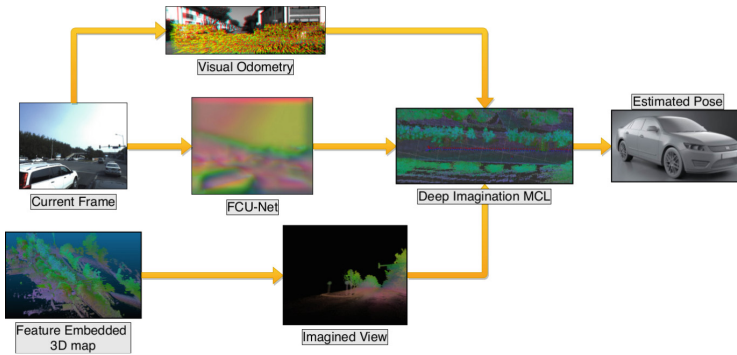 Visual Odometry
Estimated Pose
Current Frame
FCU-Net
Deep Imagination MCL
Feature Embedded
3D map
Imagined View